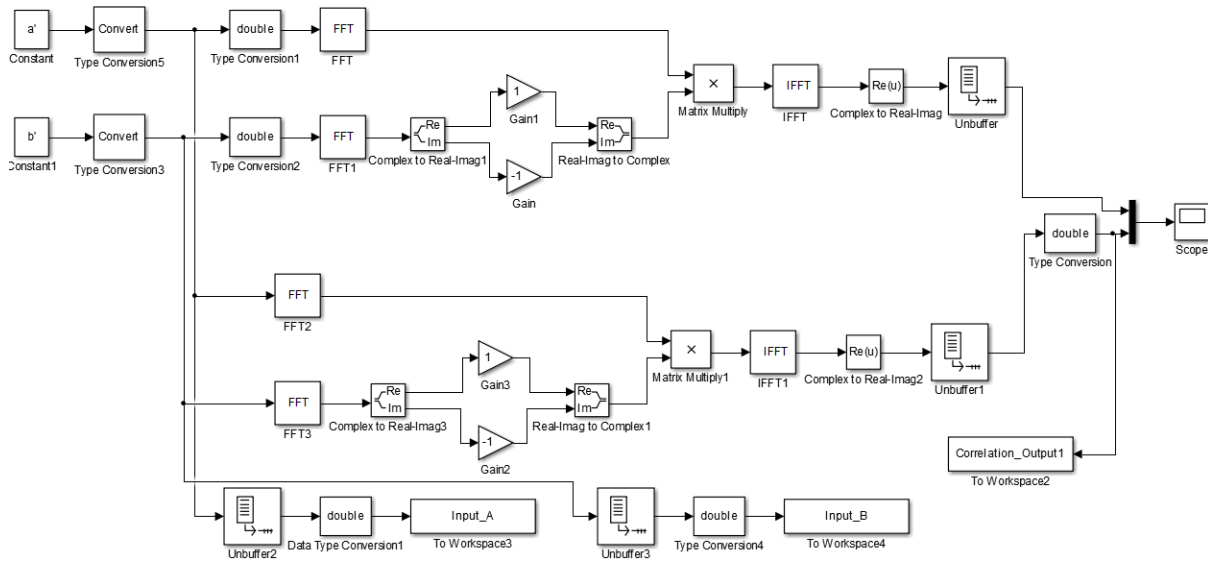 a'
Constant
Convert
Type Conversion5
double
Type Conversion1
FFT
FFT
1
Gain1
×
Matrix Multiply
IFFT
IFFT
Re(u)
Complex to Real-Imag
Unbuffer
b'
Constant1
Convert
Type Conversion3
double
Type Conversion2
FFT
FFT1
Re
Im
Complex to Real-Imag1
-1
Gain
Re
Im
Real-Imag to Complex
double
Type Conversion
Scope
FFT
FFT2
1
Gain3
×
Matrix Multiply1
IFFT
IFFT1
Re(u)
Complex to Real-Imag2
Unbuffer1
FFT
FFT3
Re
Im
Complex to Real-Imag3
-1
Gain2
Re
Im
Real-Imag to Complex1
Correlation_Output1
To Workspace2
Unbuffer2
double
Data Type Conversion1
Input_A
To Workspace3
Unbuffer3
double
Type Conversion4
Input_B
To Workspace4